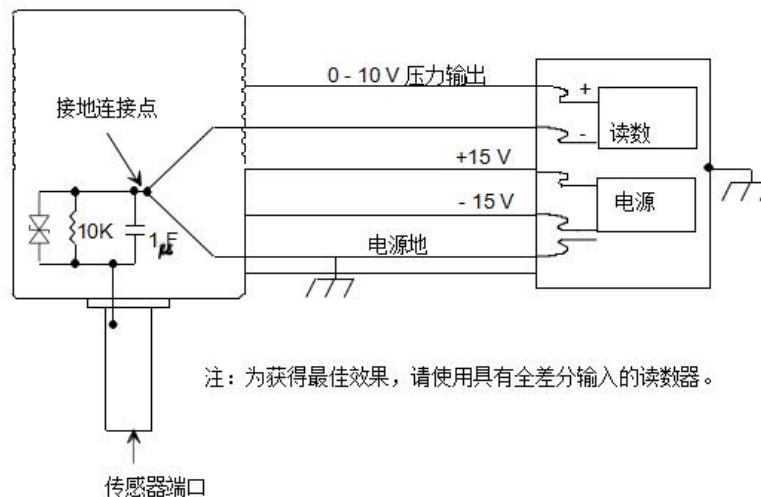 0 - 10 V 压力输出
接地连接点
+
-
读数
+15 V
- 15 V
电源
10K
1μF
电源地
注：为获得最佳效果，请使用具有全差分输入的读数器。
传感器端口